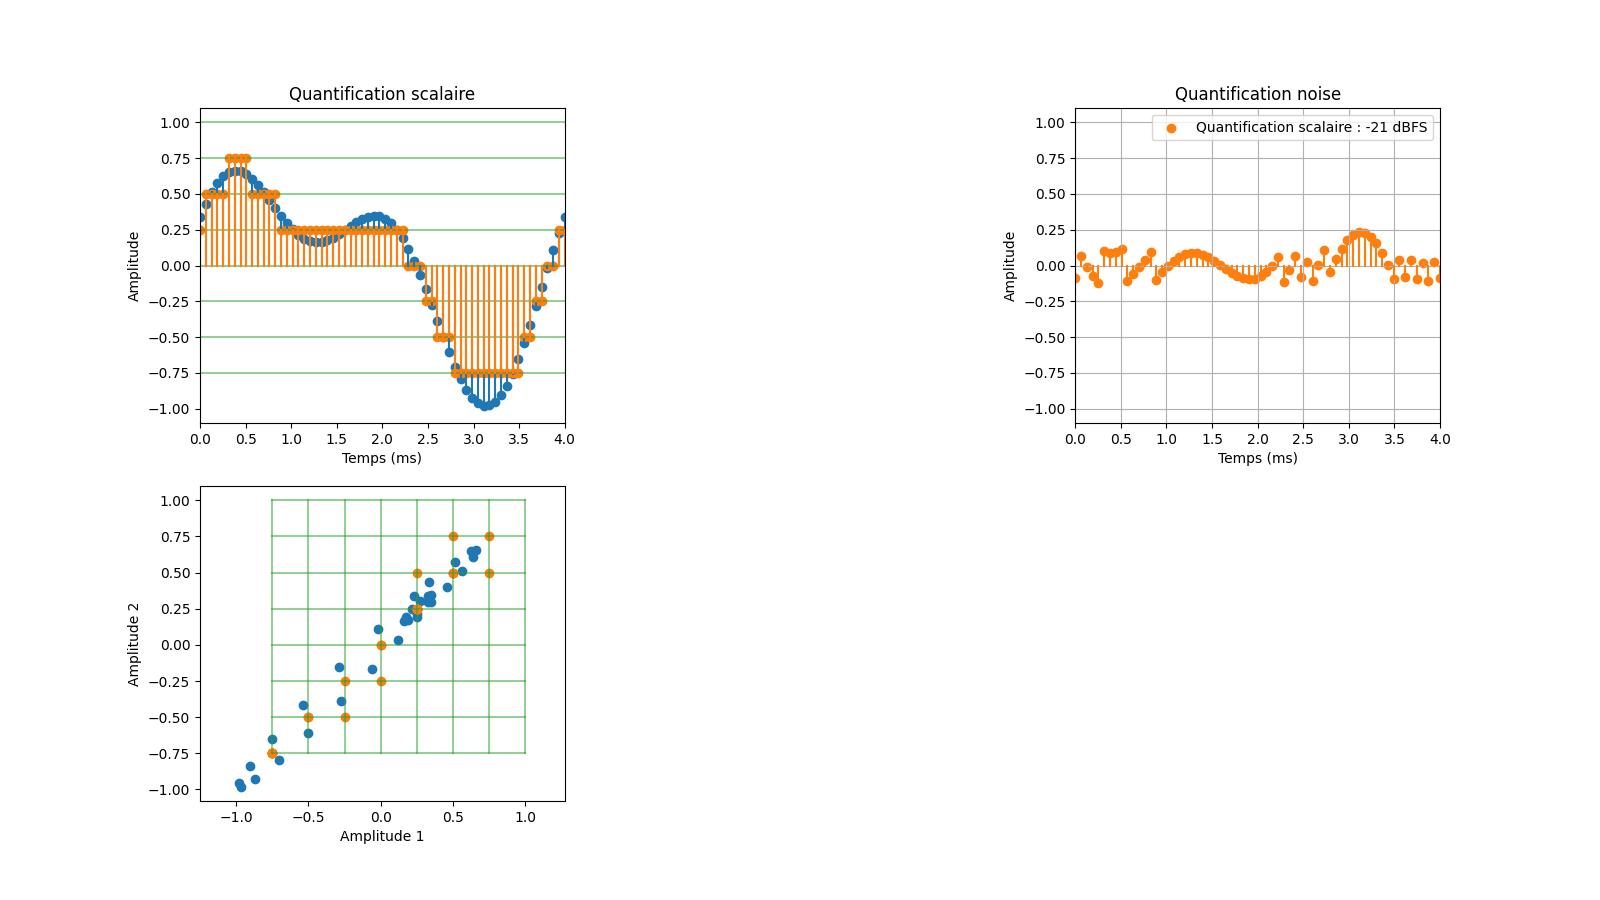 Quantification scalaire
1.00
0.75
0.50
0.25
0.00
−0.25
−0.50
−0.75
−1.00
Amplitude
0.0 0.5 1.0 1.5 2.0 2.5 3.0 3.5 4.0
Temps (ms)
Quantification noise
Quantification scalaire : -21 dBFS
1.00
0.75
0.50
0.25
0.00
−0.25
−0.50
−0.75
−1.00
Amplitude
0.0 0.5 1.0 1.5 2.0 2.5 3.0 3.5 4.0
Temps (ms)
1.00
0.75
0.50
0.25
0.00
−0.25
−0.50
−0.75
−1.00
Amplitude 2
−1.0 −0.5 0.0 0.5 1.0
Amplitude 1